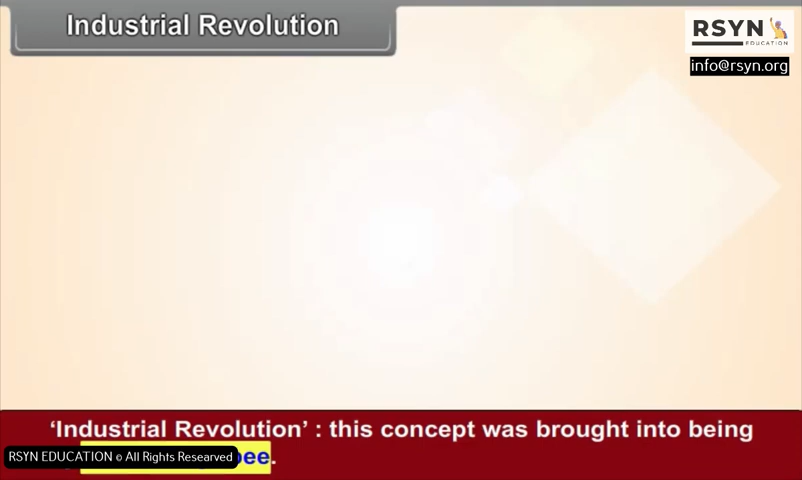 Industrial Revolution
RSYN
EDUCATION
info@rsyn.org
‘Industrial Revolution’ : this concept was brought into being
RSYN EDUCATION © All Rights Researved